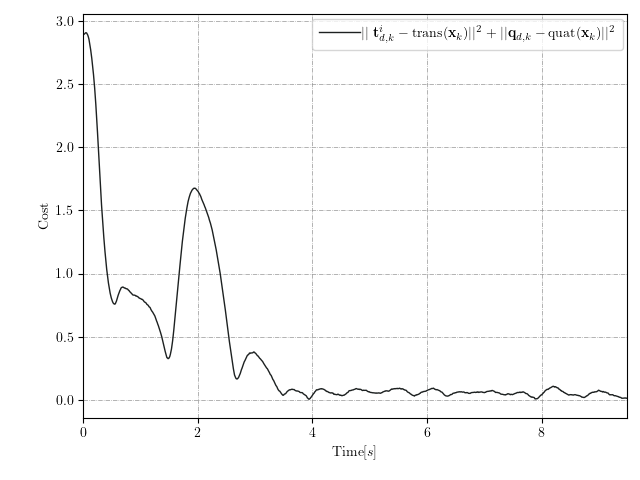 || t^i_{d,k} − trans(x_k)||^2 + ||q_{d,k} − quat(x_k)||^2
3.0
2.5
2.0
1.5
1.0
0.5
0.0
Cost
0 2 4 6 8
Time[s]